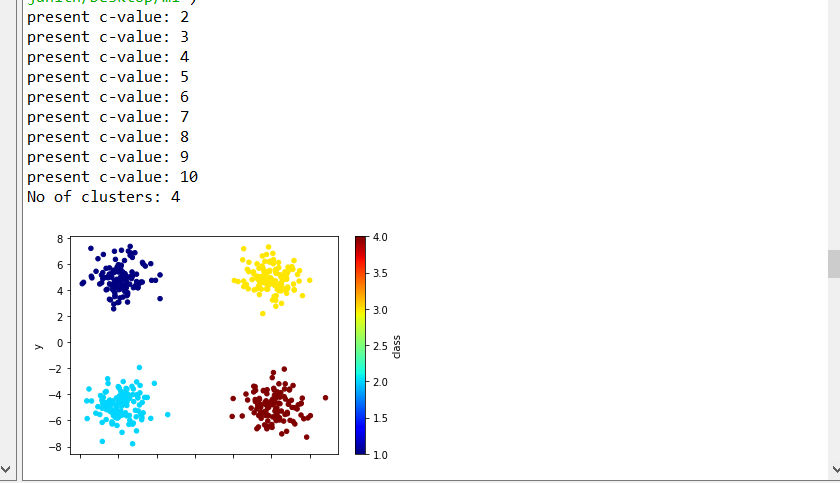 present c-value: 2
present c-value: 3
present c-value: 4
present c-value: 5
present c-value: 6
present c-value: 7
present c-value: 8
present c-value: 9
present c-value: 10
No of clusters: 4
8
6
4
2
0
−2
−4
−6
−8
y
4.0
3.5
3.0
2.5
2.0
1.5
1.0
class